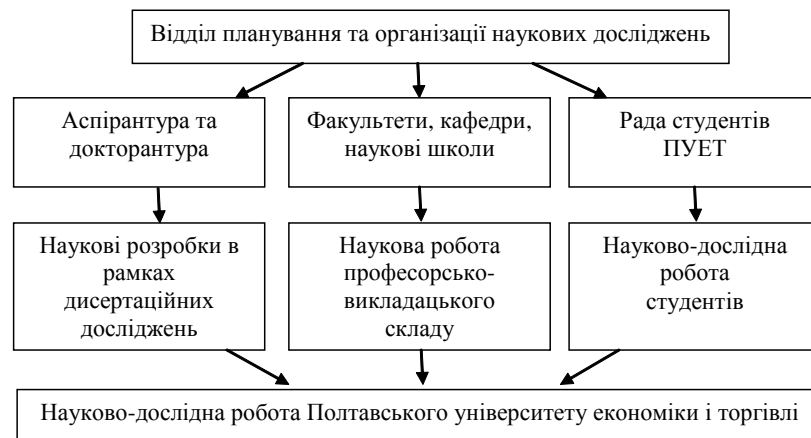 Відділ планування та організації наукових досліджень
Аспірантура та
докторантура
Факультети, кафедри,
наукові школи
Рада студентів
ПУЕТ
Наукові розробки в
рамках
дисертаційних
досліджень
Наукова робота
професорсько-
викладацького
складу
Науково-дослідна
робота
студентів
Науково-дослідна робота Полтавського університету економіки і торгівлі